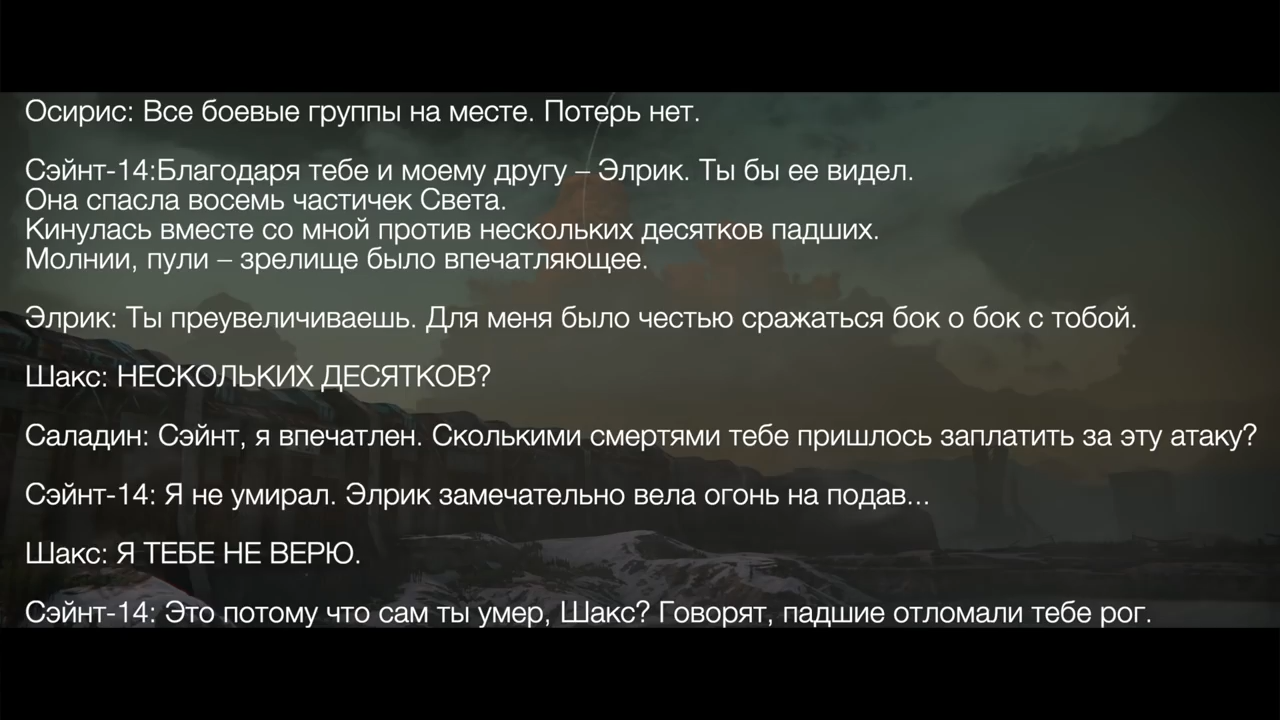 Осирис: Все боевые группы на месте. Потерь нет.
Сэйнт-14:Благодаря тебе и моему другу – Элрик. Ты бы ее видел.
Она спасла восемь частичек Света.
Кинулась вместе со мной против нескольких десятков падших.
Молнии, пули – зрелище было впечатляющее.
Элрик: Ты преувеличиваешь. Для меня было честью сражаться бок о бок с тобой.
Шакс: НЕСКОЛЬКИХ ДЕСЯТКОВ?
Саладин: Сэйнт, я впечатлен. Сколькими смертями тебе пришлось заплатить за эту атаку?
Сэйнт-14: Я не умирал. Элрик замечательно вела огонь на подав...
Шакс: Я ТЕБЕ НЕ ВЕРЮ.
Сэйнт-14: Это потому что сам ты умер, Шакс? Говорят, падшие отломали тебе рог.